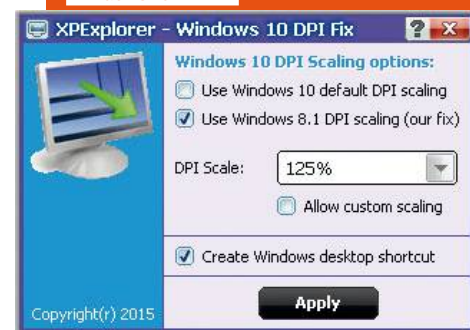 XPExplorer - Windows 10 DPI Fix
?
x
Windows 10 DPI Scaling options:
Use Windows 10 default DPI scaling
Use Windows 8.1 DPI scaling (our fix)
DPI Scale:
125%
Allow custom scaling
Create Windows desktop shortcut
Copyright(r) 2015
Apply